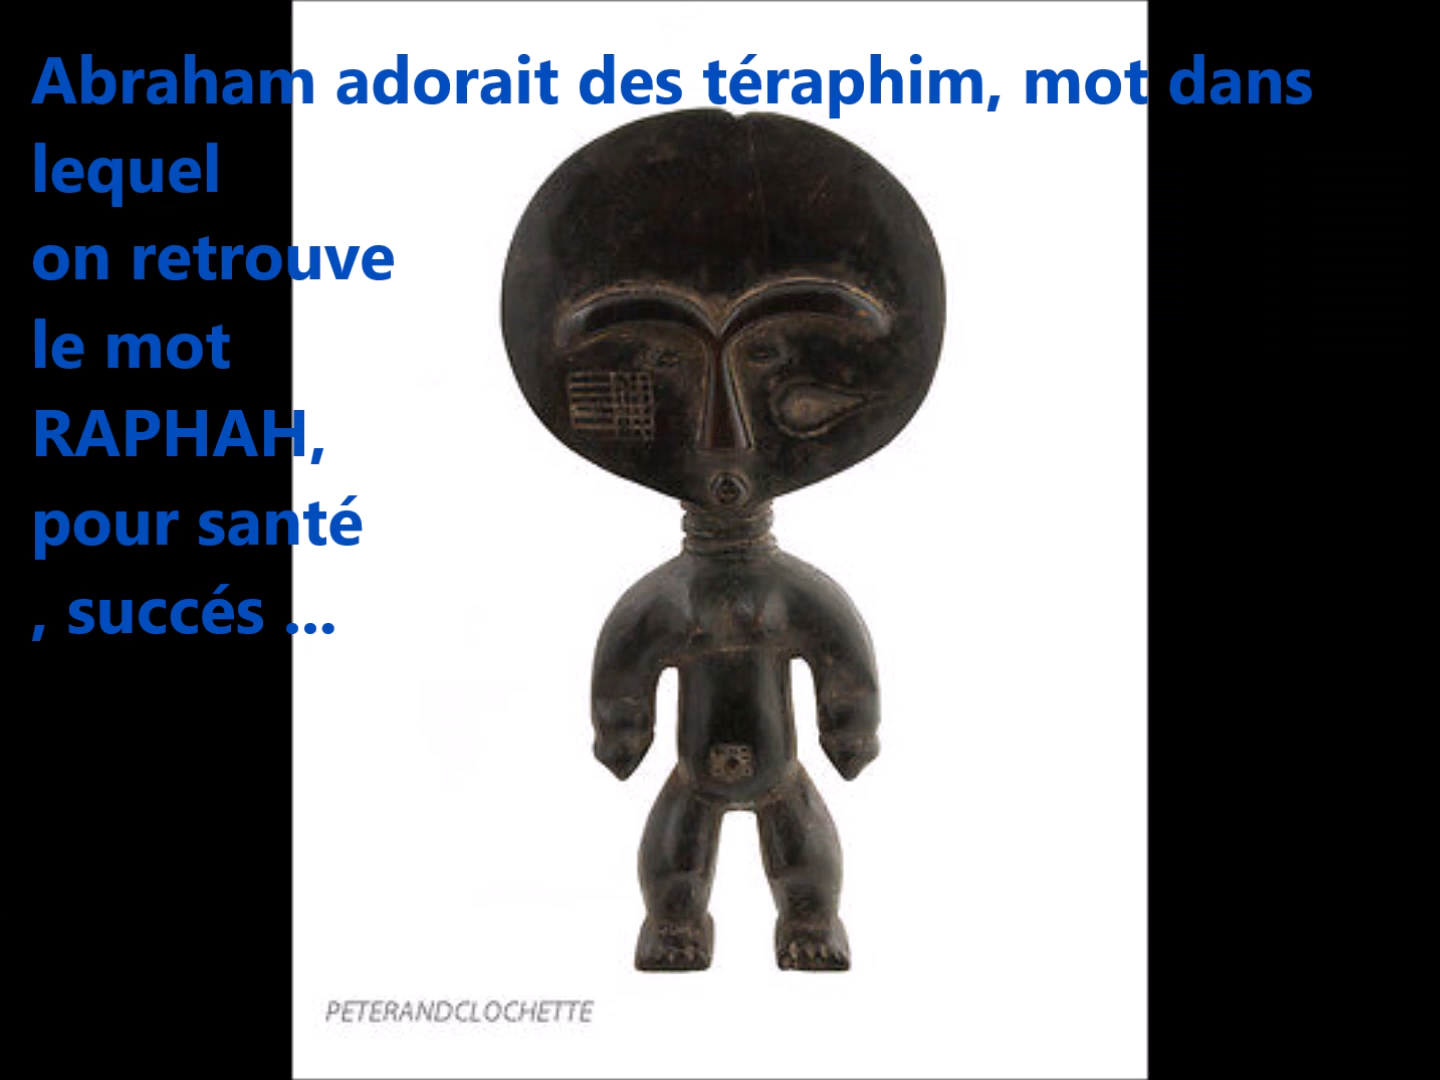 Abraham adorait des téraphim, mot dans
lequel
on retrouve
le mot
RAPHAH,
pour santé
, succés ...
PETERANDCLOCHETTE